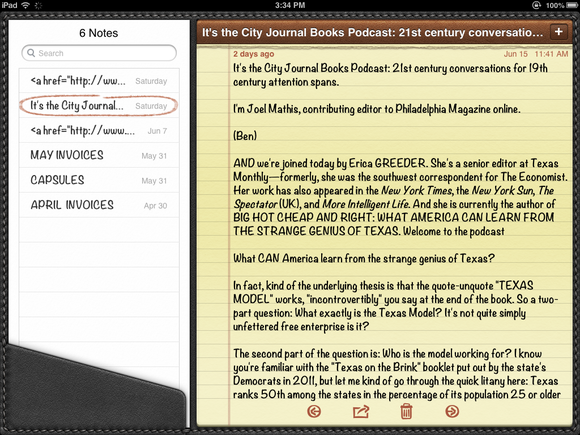 iPad
3:34 PM
100%
6 Notes
Search
<a href="http://ww... Saturday
It's the City Journal... Saturday
<a href="http://www.... Jun 7
MAY INVOICES May 31
CAPSULES May 31
APRIL INVOICES Apr 30
It's the City Journal Books Podcast: 21st century conversatio... +
2 days ago Jun 15 11:41 AM
It's the City Journal Books Podcast: 21st century conversations for 19th
century attention spans.
I'm Joel Mathis, contributing editor to Philadelphia Magazine online.
(Ben)
AND we're joined today by Erica GREEDER. She's a senior editor at Texas
Monthly—formerly, she was the southwest correspondent for The Economist.
Her work has also appeared in the New York Times, the New York Sun, The
Spectator (UK), and More Intelligent Life. And she is currently the author of
BIG HOT CHEAP AND RIGHT: WHAT AMERICA CAN LEARN FROM
THE STRANGE GENIUS OF TEXAS. Welcome to the podcast
What CAN America learn from the strange genius of Texas?
In fact, kind of the underlying thesis is that the quote-unquote "TEXAS
MODEL" works, "incontrovertibly" you say at the end of the book. So a two-
part question: What exactly is the Texas Model? It's not quite simply
unfettered free enterprise is it?
The second part of the question is: Who is the model working for? I know
you're familiar with the "Texas on the Brink" booklet put out by the state's
Democrats in 2011, but let me kind of go through the quick litany here: Texas
ranks 50th among the states in the percentage of its population 25 or older